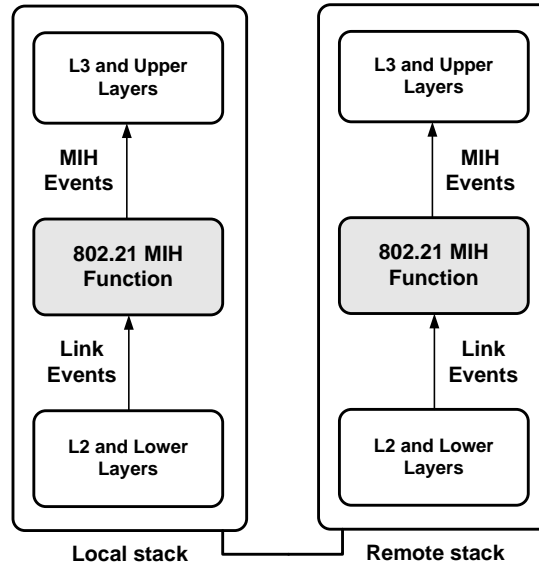 L3 and Upper
Layers
MIH
Events
802.21 MIH
Function
Link
Events
L2 and Lower
Layers
Local stack
L3 and Upper
Layers
MIH
Events
802.21 MIH
Function
Link
Events
L2 and Lower
Layers
Remote stack